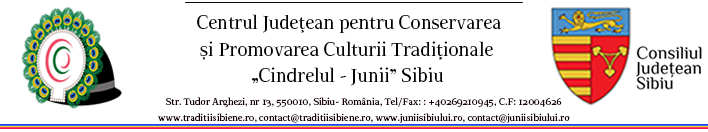 Centrul Județean pentru Conservarea
și Promovarea Culturii Tradiționale
„Cindrelul - Junii” Sibiu
Consiliul
Județean
Sibiu
Str. Tudor Arghezi, nr 13, 550010, Sibiu- România, Tel/Fax: : +40269210945, C.F: 12004626
www.traditiisibiene.ro, contact@traditiisibiene.ro, www.juniisibiului.ro, contact@juniisibiului.ro